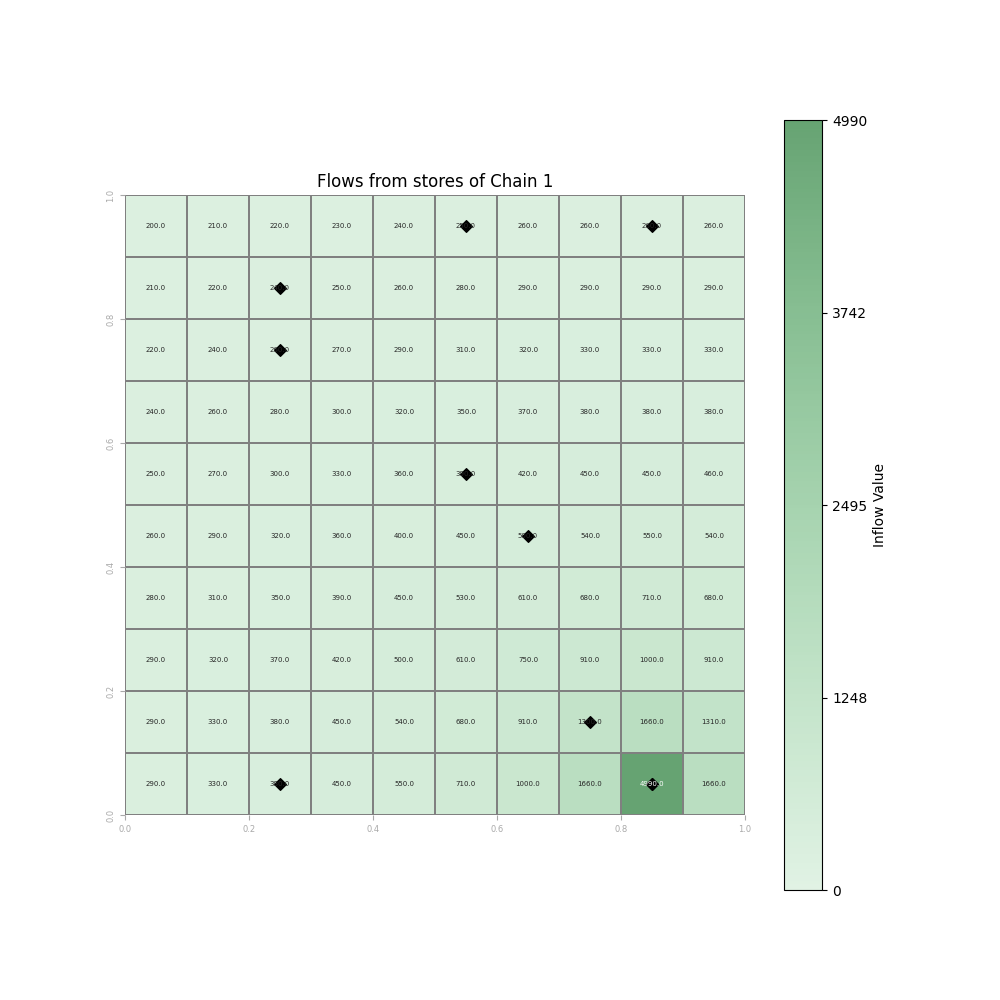 Flows from stores of Chain 1
1.0 200.0 210.0 220.0 230.0 240.0 260.0 260.0 260.0
210.0 220.0 250.0 260.0 280.0 290.0 290.0 290.0 290.0
0.8
220.0 240.0 270.0 290.0 310.0 320.0 330.0 330.0 330.0
240.0 260.0 280.0 300.0 320.0 350.0 370.0 380.0 380.0 380.0
0.6
250.0 270.0 300.0 330.0 360.0 420.0 450.0 450.0 460.0
260.0 290.0 320.0 360.0 400.0 450.0 540.0 550.0 540.0
0.4
280.0 310.0 350.0 390.0 450.0 530.0 610.0 680.0 710.0 680.0
290.0 320.0 370.0 420.0 500.0 610.0 750.0 910.0 1000.0 910.0
0.2
290.0 330.0 380.0 450.0 540.0 680.0 910.0 1660.0 1310.0
290.0 330.0 450.0 550.0 710.0 1000.0 1660.0 4990.0 1660.0
0.0
0.0 0.2 0.4 0.6 0.8 1.0
4990
3742
2495
1248
0
Inflow Value